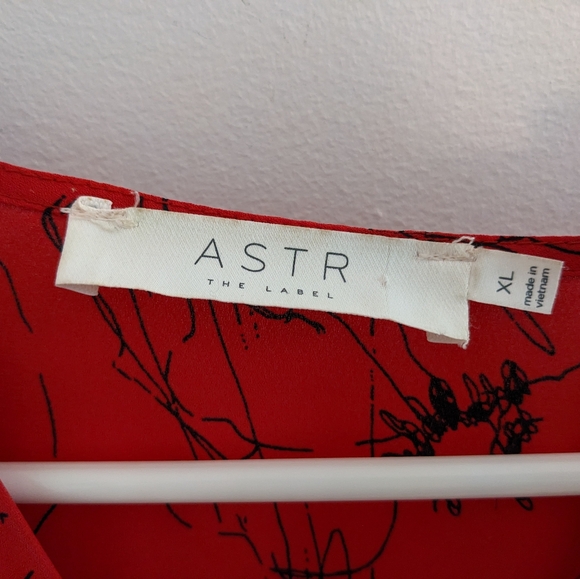 ASTR
THE LABEL
XL
made in
vietnam